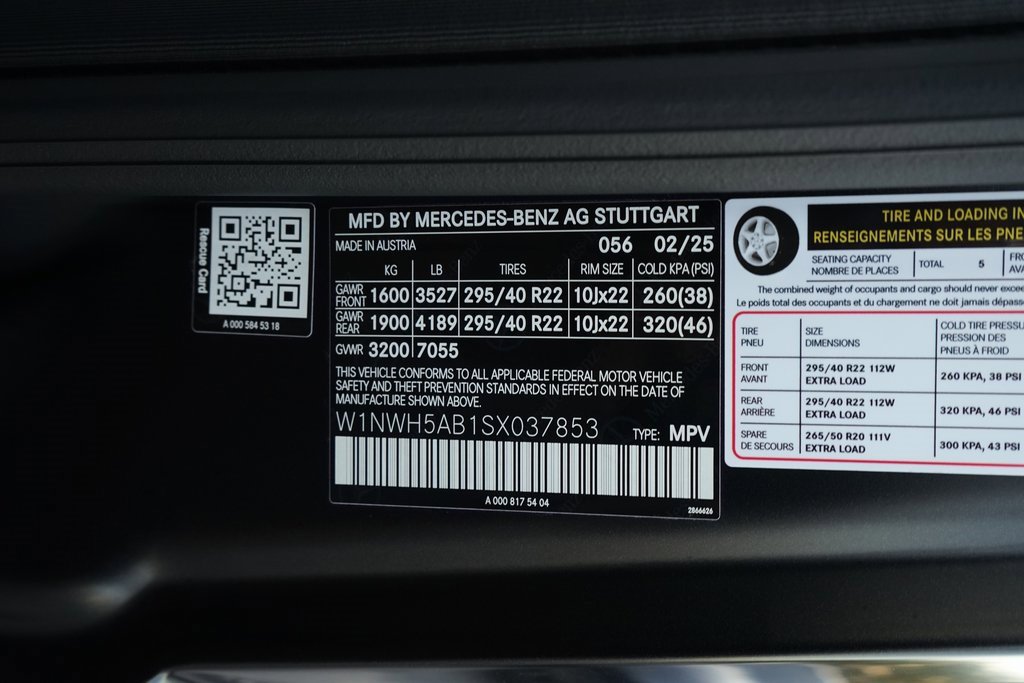 Rescue Card
A 000 584 53 18
MFD BY MERCEDES-BENZ AG STUTTGART
MADE IN AUSTRIA 056 02/25
KG LB TIRES RIM SIZE COLD KPA (PSI)
GAWR FRONT 1600 3527 295/40 R22 10Jx22 260(38)
GAWR REAR 1900 4189 295/40 R22 10Jx22 320(46)
GVWR 3200 7055
THIS VEHICLE CONFORMS TO ALL APPLICABLE FEDERAL MOTOR VEHICLE
SAFETY AND THEFT PREVENTION STANDARDS IN EFFECT ON THE DATE OF
MANUFACTURE SHOWN ABOVE.
W1NWH5AB1SX037853 TYPE: MPV
A 000 817 54 04
2866626
TIRE AND LOADING IN
RENSEIGNEMENTS SUR LES PNE
SEATING CAPACITY
NOMBRE DE PLACES
TOTAL 5
FRO
AVA
The combined weight of occupants and cargo should never excee
Le poids total des occupants et du chargement ne doit jamais dépass
TIRE
PNEU
SIZE
DIMENSIONS
COLD TIRE PRESSU
PRESSION DES
PNEUS À FROID
FRONT
AVANT
295/40 R22 112W
EXTRA LOAD
260 KPA, 38 PSI
REAR
ARRIÈRE
295/40 R22 112W
EXTRA LOAD
320 KPA, 46 PSI
SPARE
DE SECOURS
265/50 R20 111V
EXTRA LOAD
300 KPA, 43 PSI